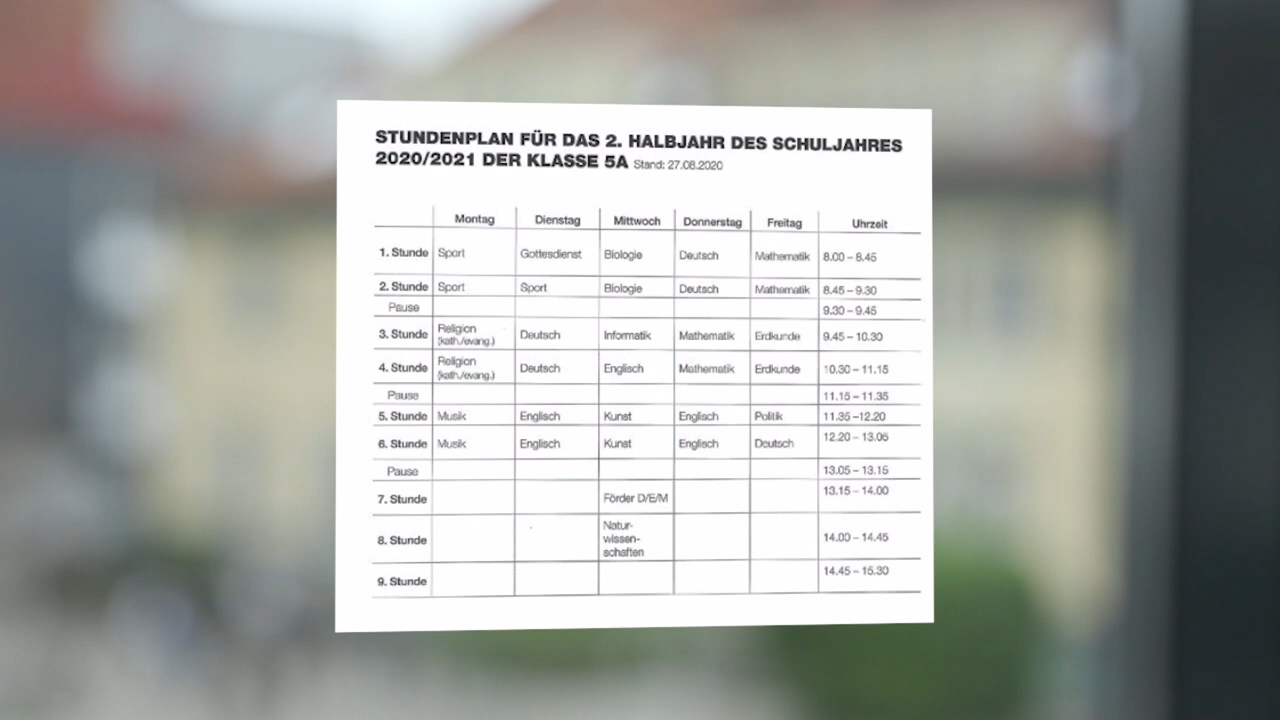 STUNDENPLAN FÜR DAS 2. HALBJAHR DES SCHULJAHRES
2020/2021 DER KLASSE 5A Stand: 27.08.2020
Montag Dienstag Mittwoch Donnerstag Freitag Uhrzeit
1. Stunde Sport Gottesdienst Biologie Deutsch Mathematik 8.00 – 8.45
2. Stunde Sport Sport Biologie Deutsch Mathematik 8.45 – 9.30
Pause 9.30 – 9.45
3. Stunde Religion (kath./evang.) Deutsch Informatik Mathematik Erdkunde 9.45 – 10.30
4. Stunde Religion (kath./evang.) Deutsch Englisch Mathematik Erdkunde 10.30 – 11.15
Pause 11.15 – 11.35
5. Stunde Musik Englisch Kunst Englisch Politik 11.35 –12.20
6. Stunde Musik Englisch Kunst Englisch Deutsch 12.20 – 13.05
Pause 13.05 – 13.15
7. Stunde Förder D/E/M 13.15 – 14.00
8. Stunde Natur-
wissen-
schaften 14.00 – 14.45
9. Stunde 14.45 – 15.30